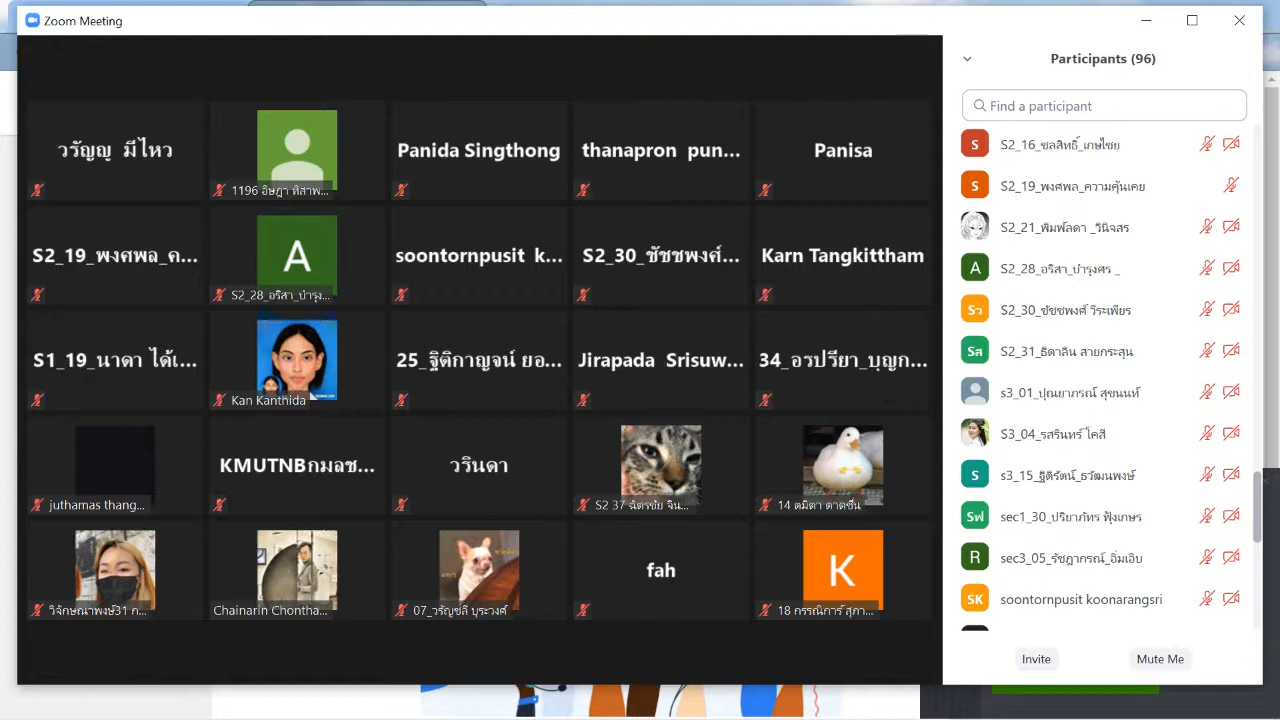 Zoom Meeting
วรัญญู มีไหว
1196 อิษฎา ทิสาพ...
Panida Singthong
thanapron pun...
Panisa
S2_19_พงศพล_ค...
A
S2_28_อริสา_บำรุง...
soontornpusit k...
S2_30_ชัชชพงศ์...
Karn Tangkittham
S1_19_นาดา ได้เ...
Kan Kanthida
25_ฐิติกาญจน์ ยอ...
Jirapada Srisuw...
34_อรปรียา_บุญก...
juthamas thang...
KMUTNBกมลช...
วรินดา
S2 37 ฉัตรชัย จิน...
14 ตมิตา ตาดชื่น
วิจักษณาพงษ์31 ก...
Chainarin Chontha...
07_วรัญชลิ บุระวงศ์
fah
K
18 กรรณิการ์ สุภา...
Participants (96)
Find a participant
S S2_16_ชลสิทธิ์_เกษไชย
S S2_19_พงศพล_ความคุ้นเคย
S2_21_พิมพ์ลดา _วินิจสร
A S2_28_อริสา_บำรุงศร _
Sว S2_30_ชัชชพงศ์ วีระเพียร
Sส S2_31_ธิดาลิน สายกระสุน
s3_01_ปุณยาภรณ์ สุขนนท์
S3_04_รสรินทร์ โคสี
S s3_15_ฐิติรัตน์_ธวัฒนพงษ์
Sฟ sec1_30_ปริยาภัทร ฟุ้งเกษร
R sec3_05_รัชฎากรณ์_อิ่มเอิบ
SK soontornpusit koonarangsri
Invite
Mute Me